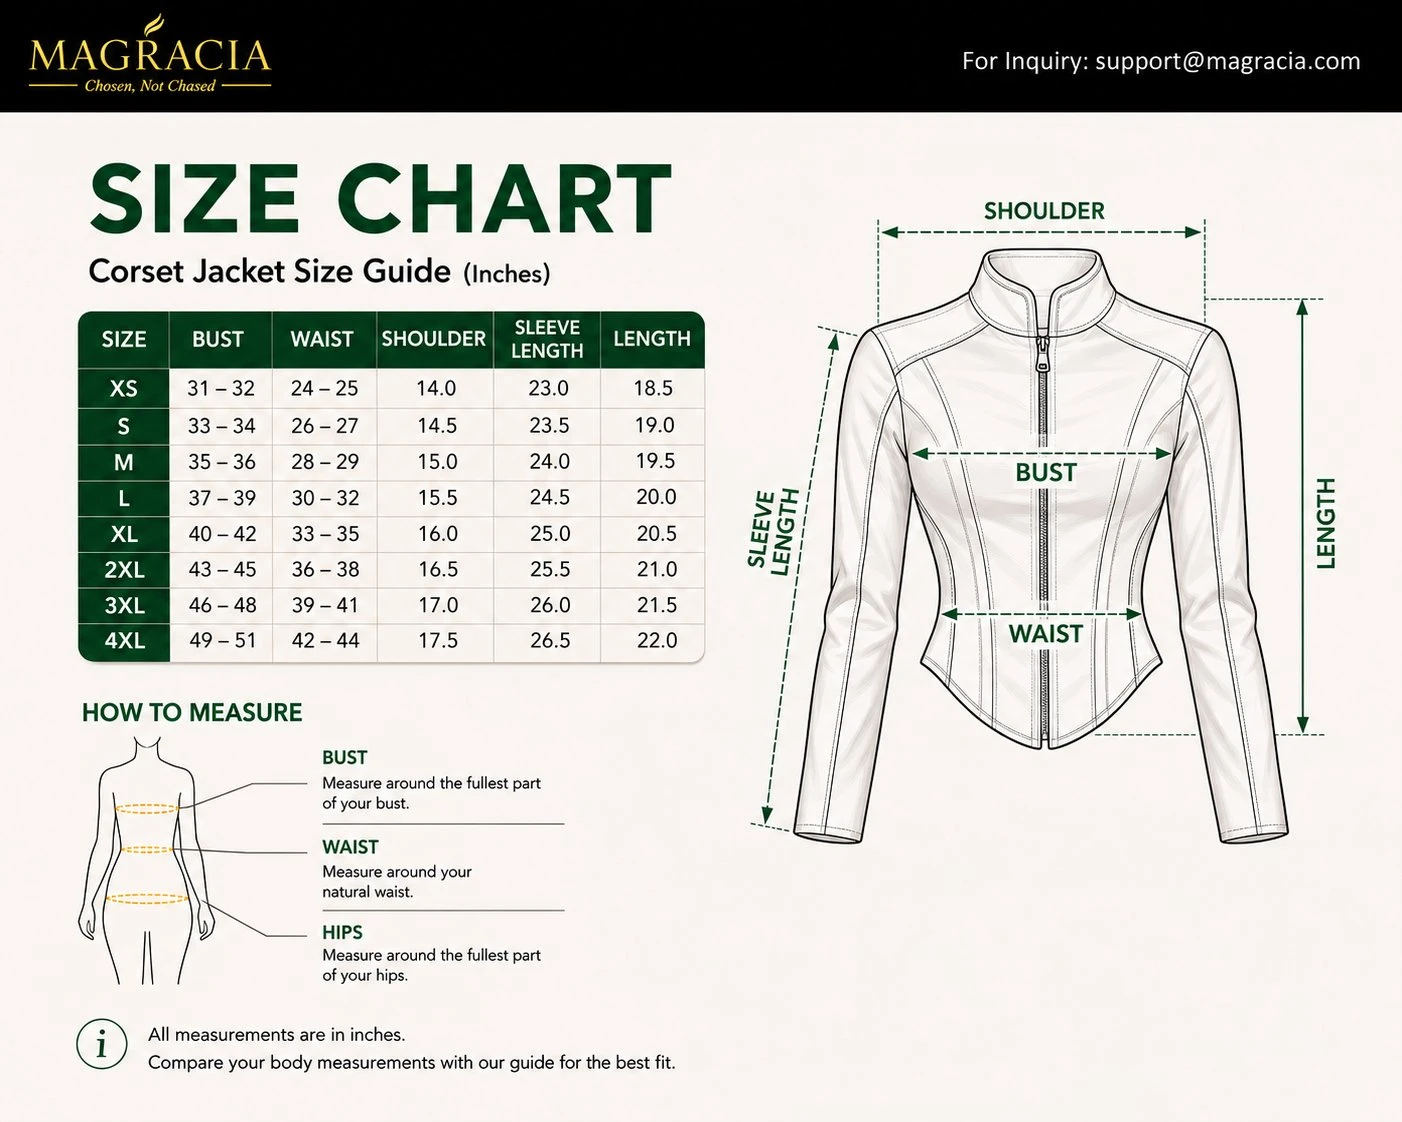 MAGRACIA
Chosen, Not Chased
For Inquiry: support@magracia.com
SIZE CHART
Corset Jacket Size Guide (Inches)
SIZE BUST WAIST SHOULDER SLEEVE LENGTH LENGTH
XS 31 – 32 24 – 25 14.0 23.0 18.5
S 33 – 34 26 – 27 14.5 23.5 19.0
M 35 – 36 28 – 29 15.0 24.0 19.5
L 37 – 39 30 – 32 15.5 24.5 20.0
XL 40 – 42 33 – 35 16.0 25.0 20.5
2XL 43 – 45 36 – 38 16.5 25.5 21.0
3XL 46 – 48 39 – 41 17.0 26.0 21.5
4XL 49 – 51 42 – 44 17.5 26.5 22.0
HOW TO MEASURE
BUST
Measure around the fullest part
of your bust.
WAIST
Measure around your
natural waist.
HIPS
Measure around the fullest part
of your hips.
i
All measurements are in inches.
Compare your body measurements with our guide for the best fit.
SHOULDER
BUST
WAIST
SLEEVE
LENGTH
LENGTH